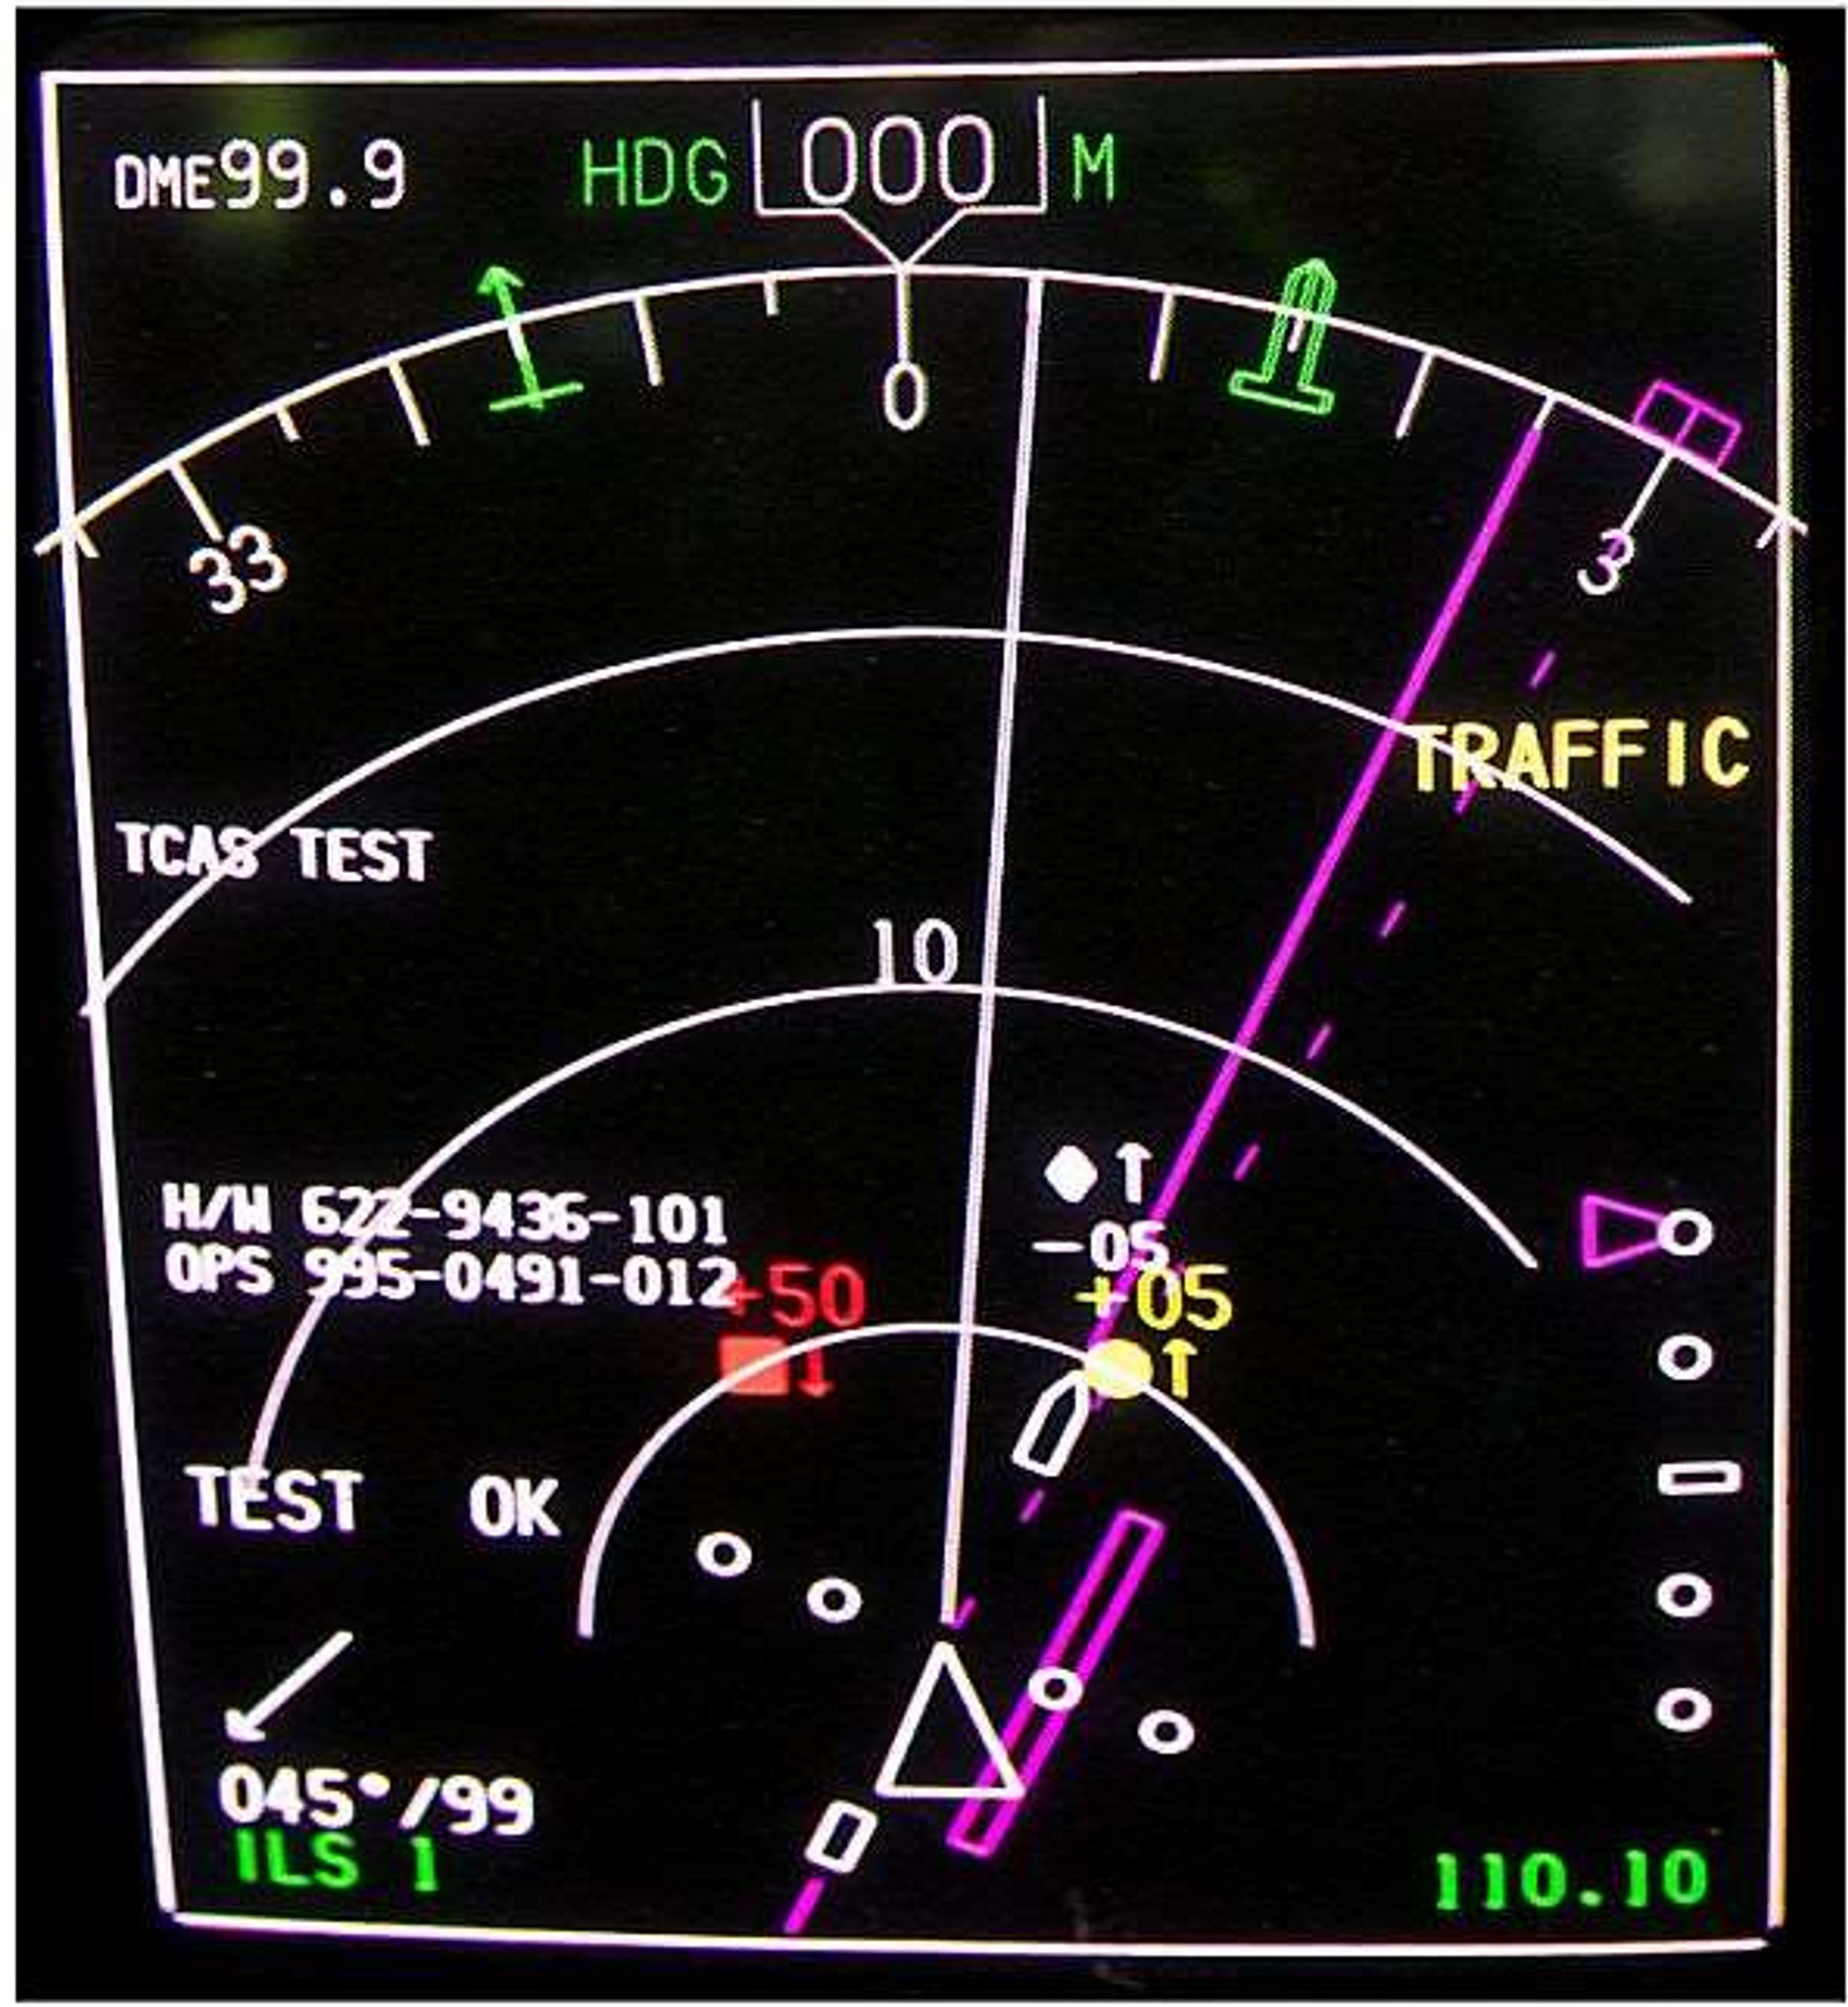 DME99.9 HDG 000 M
33 0 3
TRAFFIC
TCAS TEST
10
-05
H/W 622-9436-101
OPS 995-0491-012
+50 +05
TEST OK
045°/99
ILS 1 110.10